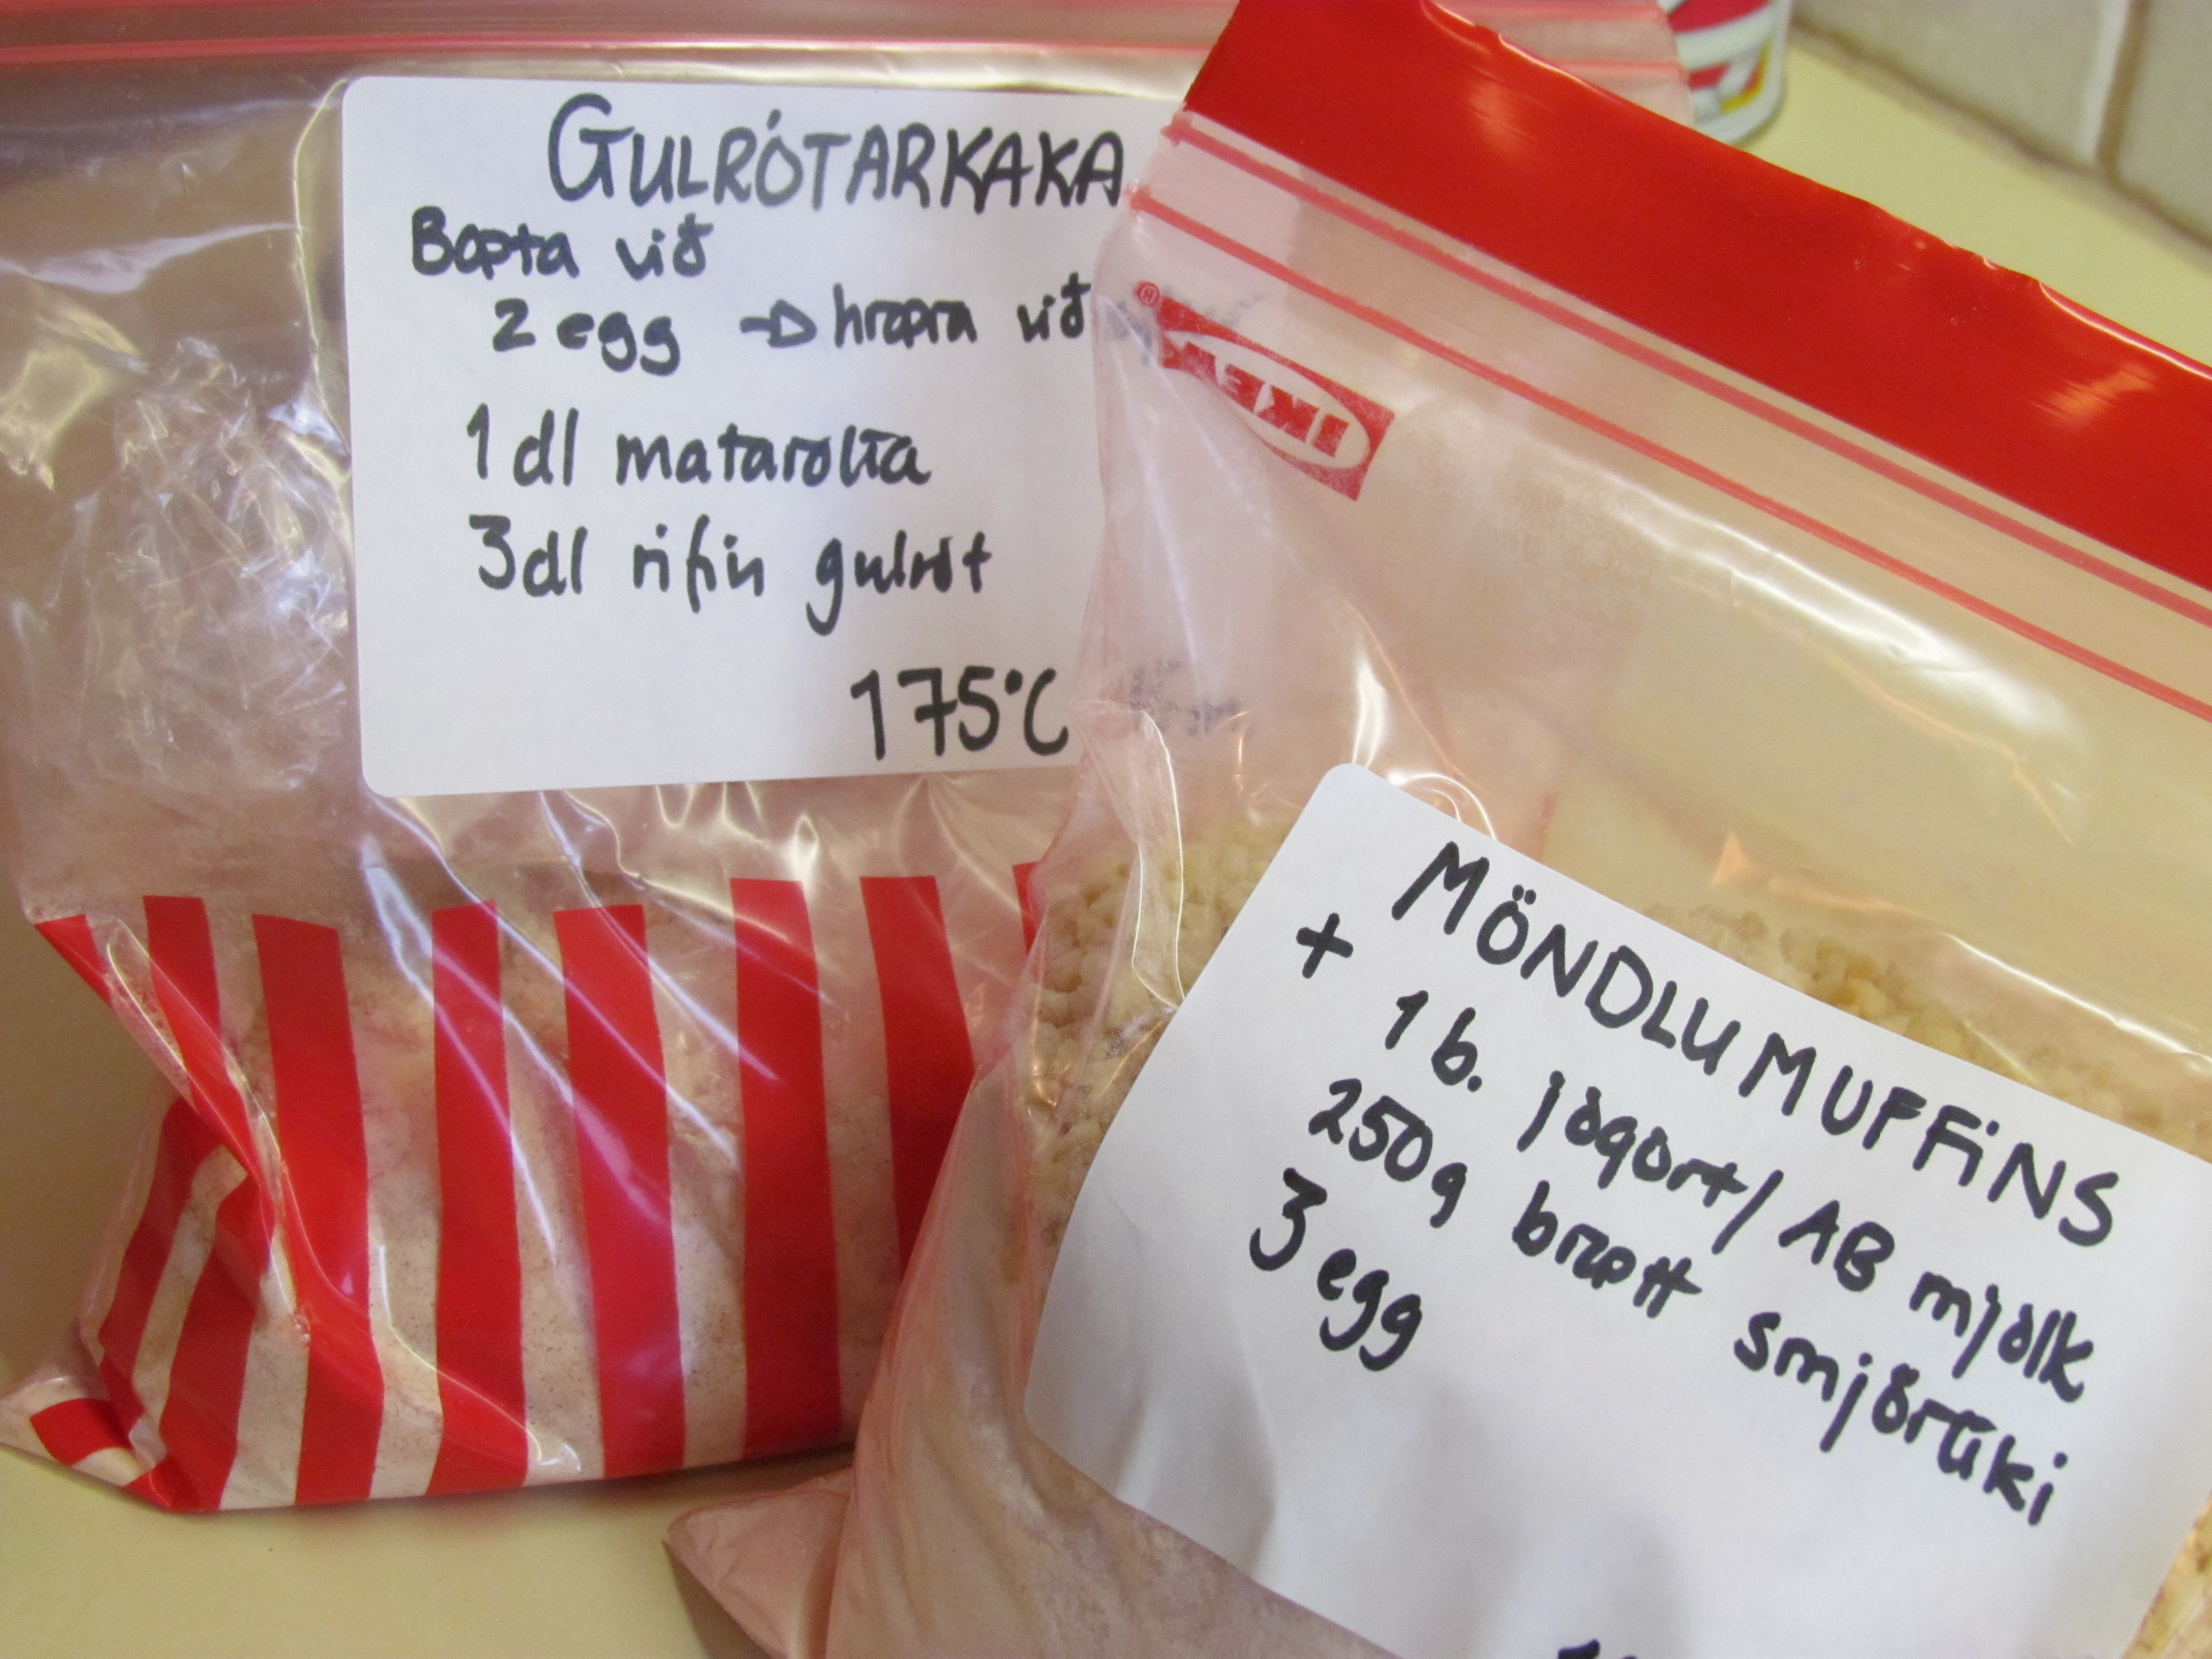 GULRÓTARKAKA
Bæta við
2 egg → hræra við
1 dl matarolía
3 dl rifin gulrót
175°C
IKEA®
MÖNDLUMUFFiNS
+ 1 b. jógúrt / AB mjólk
250g brætt smjörlíki
3 egg